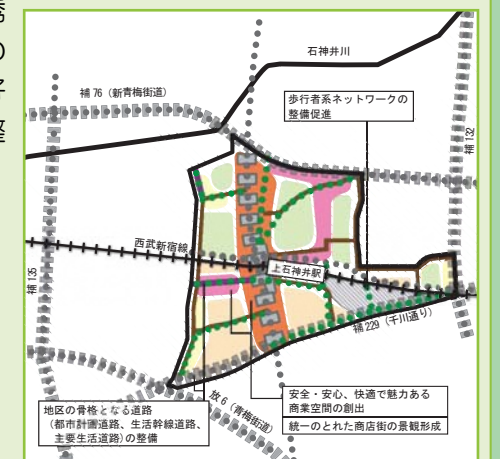 石神井川
補76（新青梅街道）
歩行者系ネットワークの
整備促進
補132
西武新宿線
上石神井駅
補135
補229（千川通り）
放6（青梅街道）
地区の骨格となる道路
（都市計画道路、生活幹線道路、
主要生活道路）の整備
安全・安心、快適で魅力ある
商業空間の創出
統一のとれた商店街の景観形成